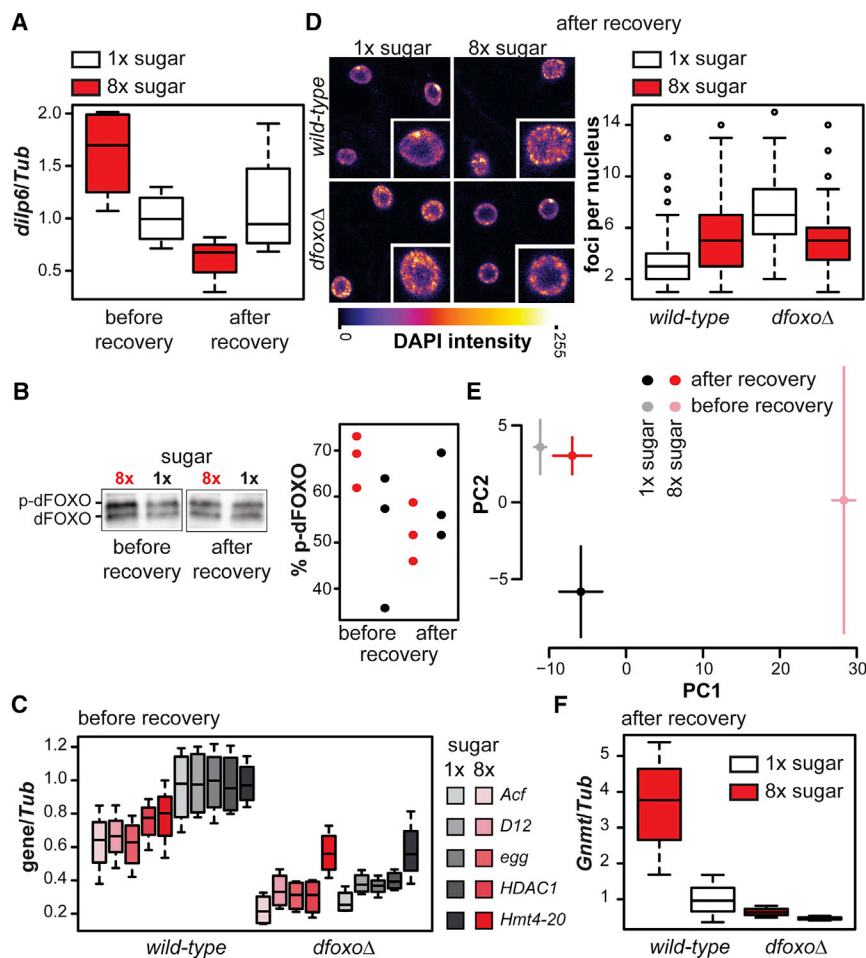 A
1x sugar
8x sugar
dilp6/Tub
2.0
1.5
1.0
0.5
before
recovery
after
recovery
D
after recovery
1x sugar
8x sugar
wild-type
dfoxoΔ
0
DAPI intensity
255
1x sugar
8x sugar
foci per nucleus
14
10
6
2
wild-type
dfoxoΔ
B
sugar
8x
1x
8x
1x
p-dFOXO
dFOXO
before
recovery
after
recovery
% p-dFOXO
70
60
50
40
before
after
recovery
E
after recovery
before recovery
1x sugar
8x sugar
PC2
5
0
−5
−10
0
10
20
30
PC1
C
before recovery
gene/Tub
1.2
1.0
0.8
0.6
0.4
0.2
wild-type
dfoxoΔ
sugar
1x 8x
Acf
D12
egg
HDAC1
Hmt4-20
F
after recovery
1x sugar
8x sugar
Gnmt/Tub
5
4
3
2
1
wild-type
dfoxoΔ